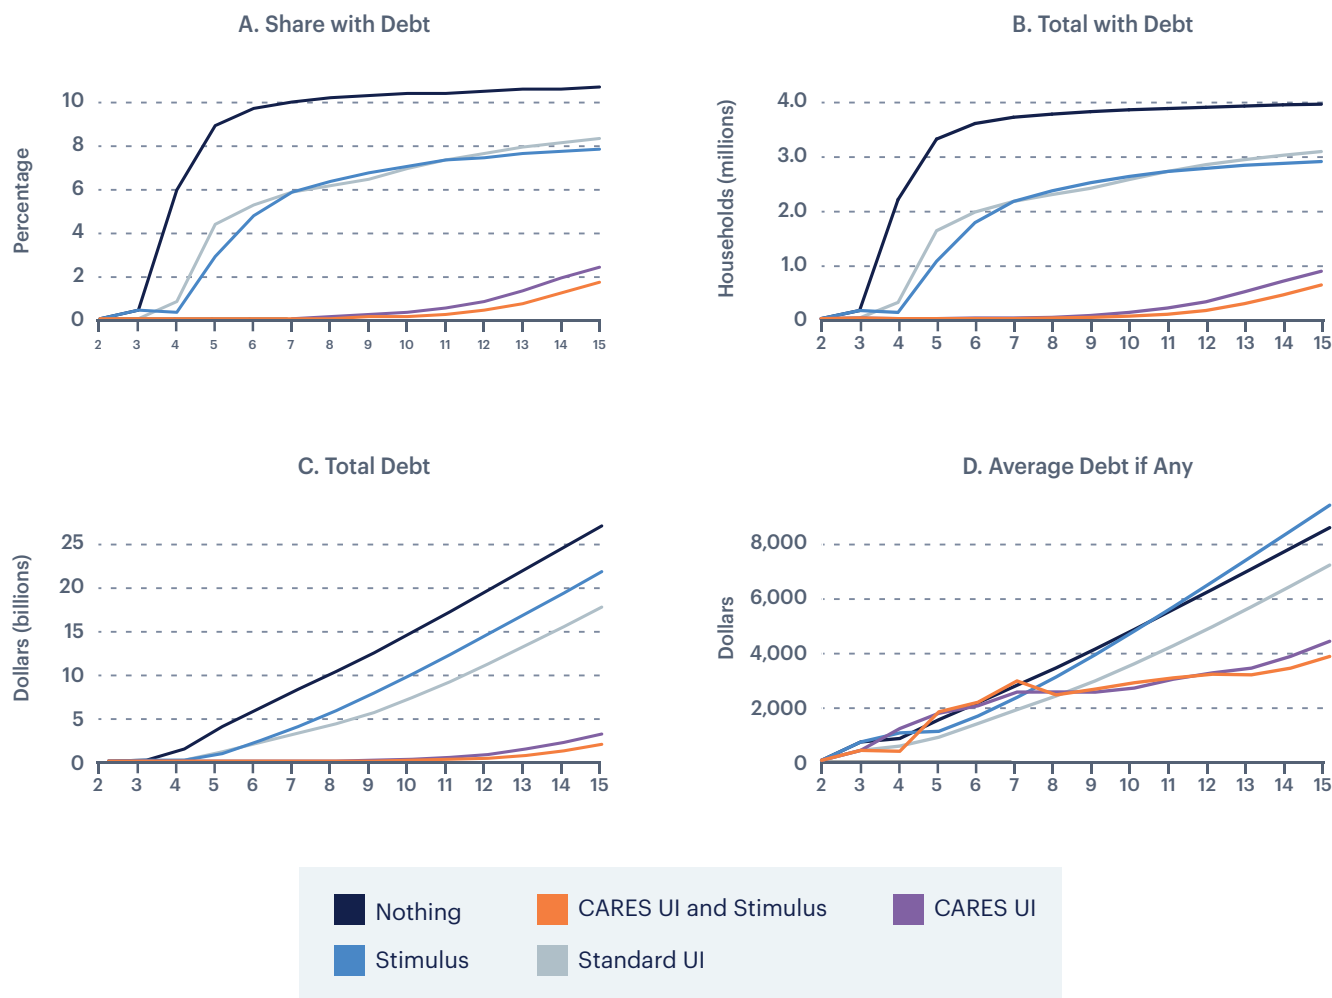 A. Share with Debt
Percentage
10
8
6
4
2
0
2 3 4 5 6 7 8 9 10 11 12 13 14 15
B. Total with Debt
Households (millions)
4.0
3.0
2.0
1.0
0
2 3 4 5 6 7 8 9 10 11 12 13 14 15
C. Total Debt
Dollars (billions)
25
20
15
10
5
0
2 3 4 5 6 7 8 9 10 11 12 13 14 15
D. Average Debt if Any
Dollars
8,000
6,000
4,000
2,000
0
2 3 4 5 6 7 8 9 10 11 12 13 14 15
Nothing CARES UI and Stimulus CARES UI
Stimulus Standard UI